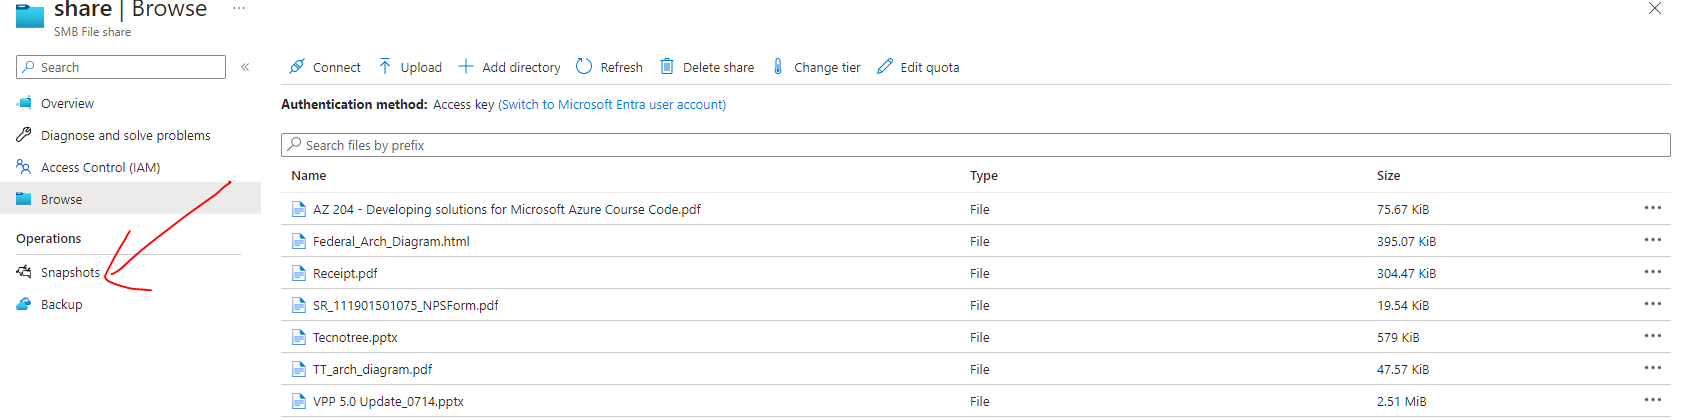 share | Browse ...
SMB File share
Search
«
Overview
Diagnose and solve problems
Access Control (IAM)
Browse
Operations
Snapshots
Backup
Connect Upload Add directory Refresh Delete share Change tier Edit quota
Authentication method: Access key (Switch to Microsoft Entra user account)
Search files by prefix
Name Type Size
AZ 204 - Developing solutions for Microsoft Azure Course Code.pdf File 75.67 KiB ...
Federal_Arch_Diagram.html File 395.07 KiB ...
Receipt.pdf File 304.47 KiB ...
SR_111901501075_NPSForm.pdf File 19.54 KiB ...
Tecnotree.pptx File 579 KiB ...
TT_arch_diagram.pdf File 47.57 KiB ...
VPP 5.0 Update_0714.pptx File 2.51 MiB ...